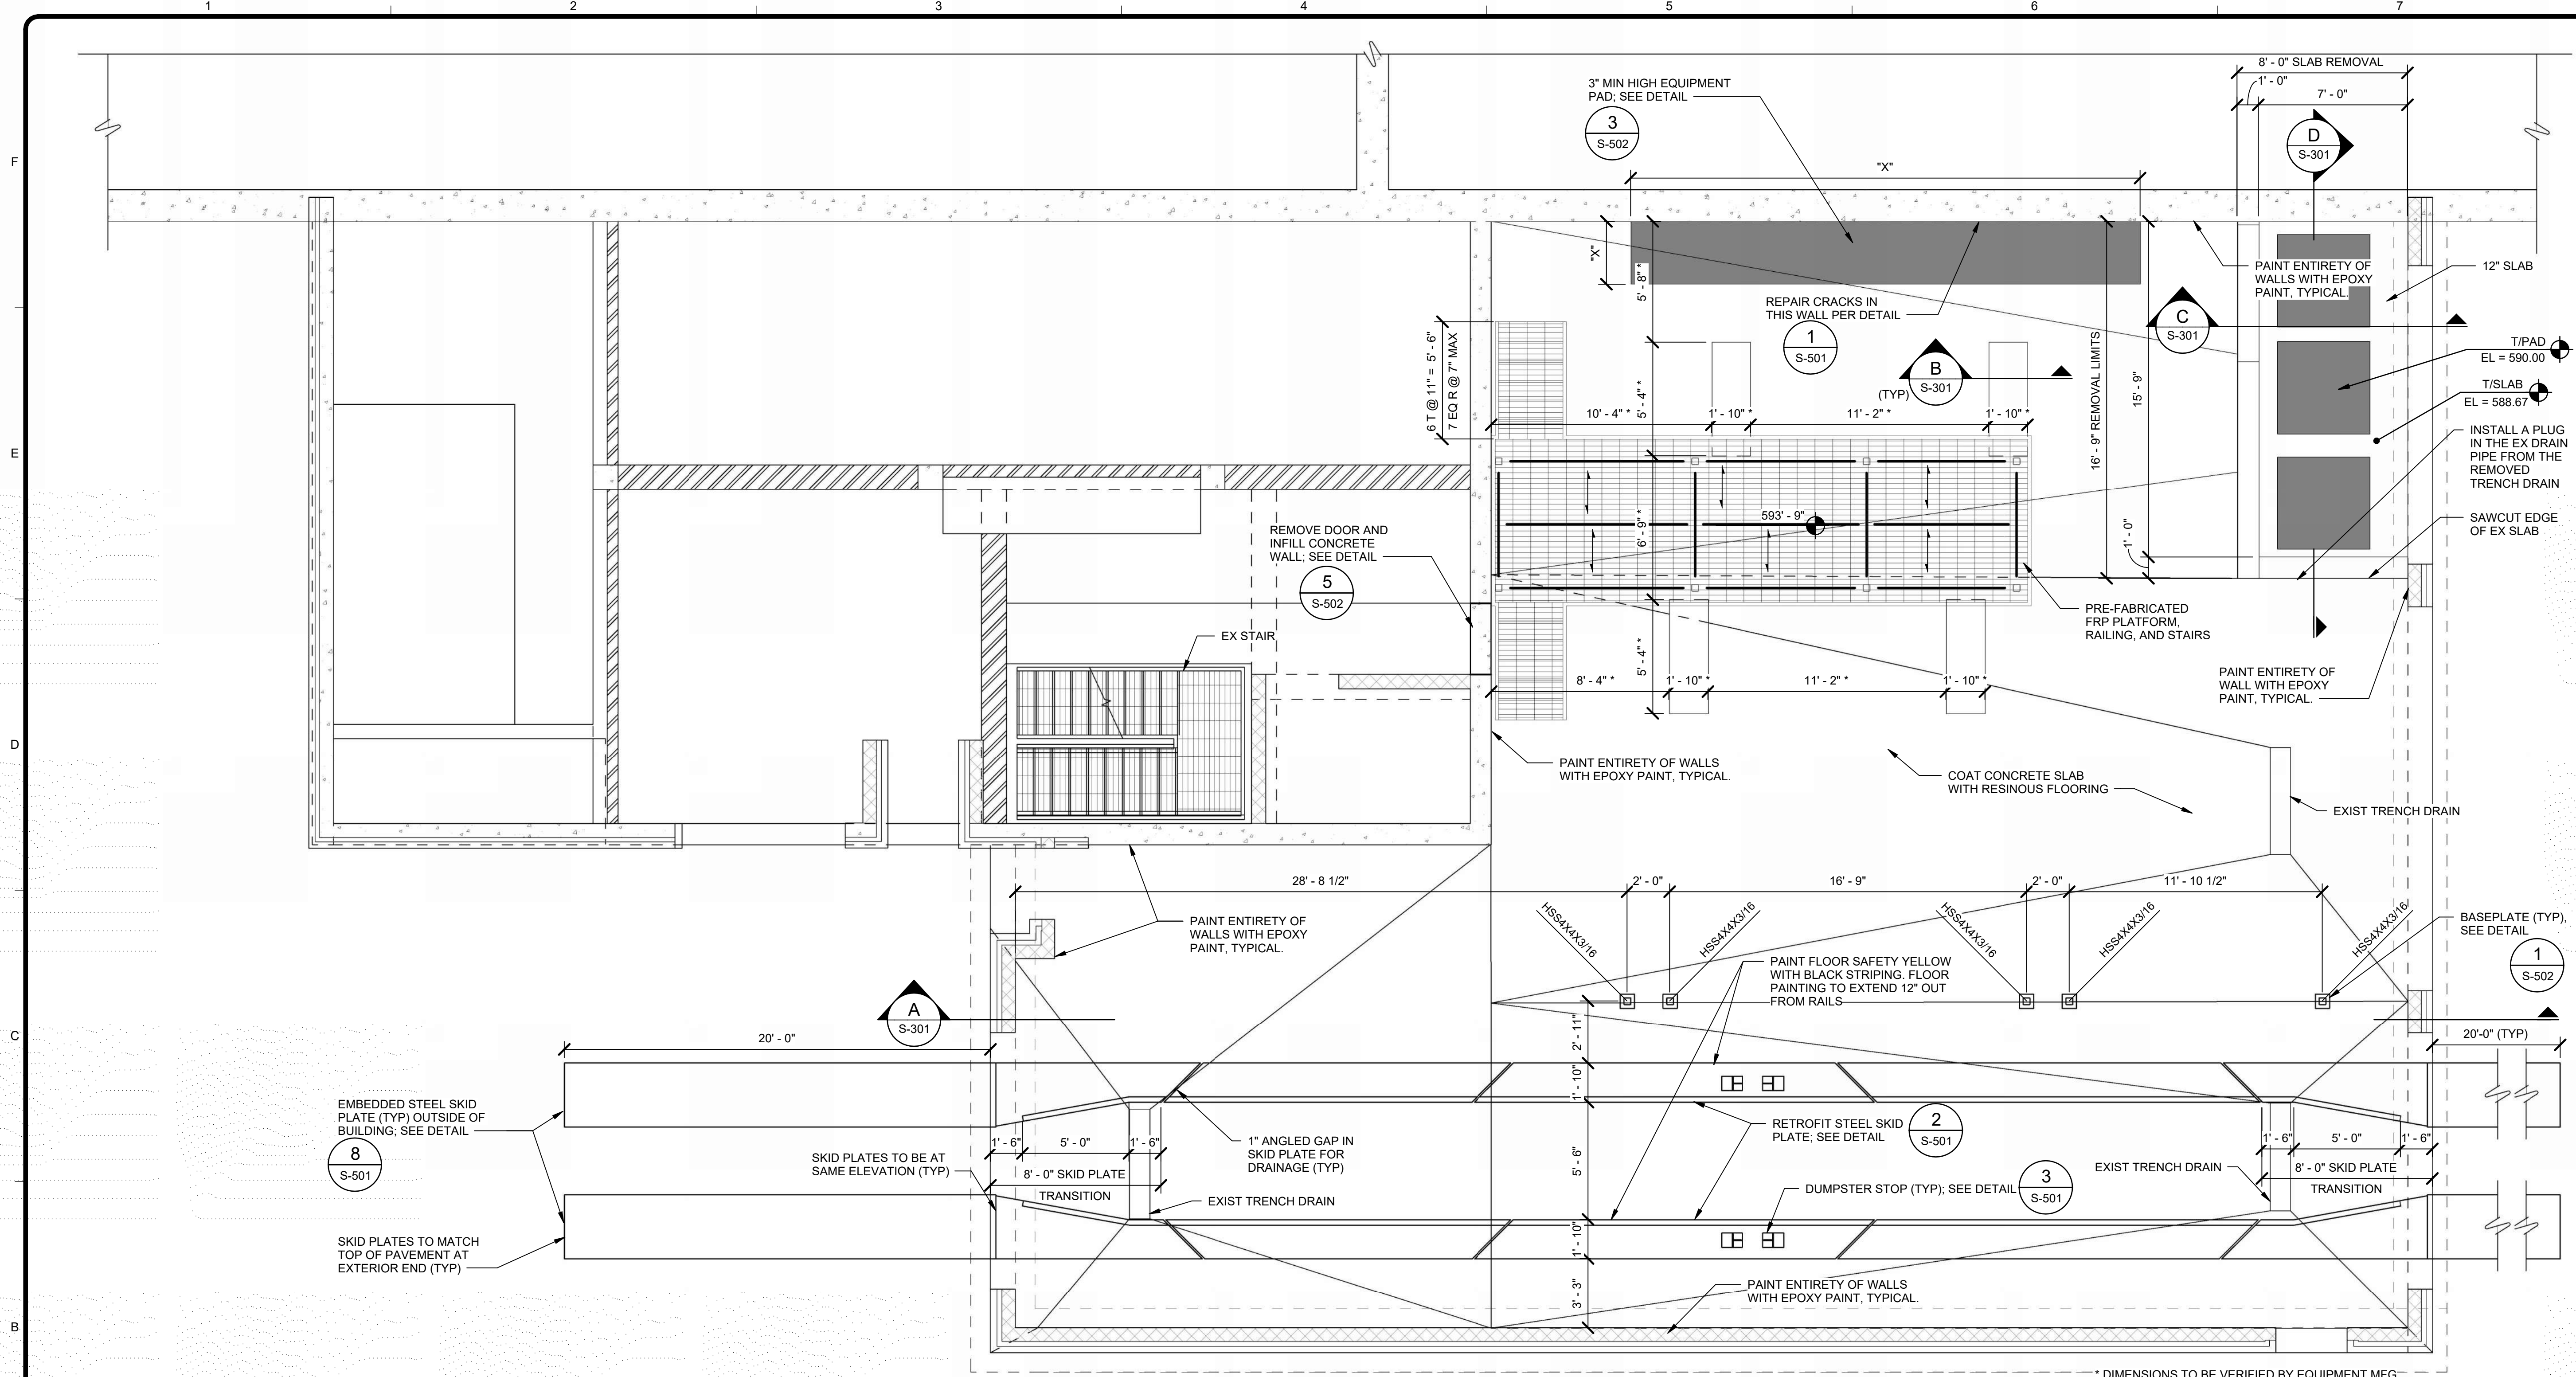 1
2
3
4
5
6
7
F
E
D
C
B
8' - 0" SLAB REMOVAL
1' - 0"
7' - 0"
D
S-301
3" MIN HIGH EQUIPMENT
PAD; SEE DETAIL
3
S-502
"X"
"X"
5' - 8" *
PAINT ENTIRETY OF
WALLS WITH EPOXY
PAINT, TYPICAL.
12" SLAB
REPAIR CRACKS IN
THIS WALL PER DETAIL
1
S-501
C
S-301
B
S-301
(TYP)
T/PAD
EL = 590.00
T/SLAB
EL = 588.67
6 T @ 11" = 5' - 6"
7 EQ R @ 7" MAX
16' - 9" REMOVAL LIMITS
15' - 9"
1' - 0"
5' - 4" *
10' - 4" *
1' - 10" *
11' - 2" *
1' - 10" *
INSTALL A PLUG
IN THE EX DRAIN
PIPE FROM THE
REMOVED
TRENCH DRAIN
SAWCUT EDGE
OF EX SLAB
593' - 9"
6' - 9" *
REMOVE DOOR AND
INFILL CONCRETE
WALL; SEE DETAIL
5
S-502
EX STAIR
PRE-FABRICATED
FRP PLATFORM,
RAILING, AND STAIRS
5' - 4" *
8' - 4" *
1' - 10" *
11' - 2" *
1' - 10" *
PAINT ENTIRETY OF
WALL WITH EPOXY
PAINT, TYPICAL.
PAINT ENTIRETY OF WALLS
WITH EPOXY PAINT, TYPICAL.
COAT CONCRETE SLAB
WITH RESINOUS FLOORING
EXIST TRENCH DRAIN
28' - 8 1/2"
2' - 0"
16' - 9"
2' - 0"
11' - 10 1/2"
HSS4X4X3/16
HSS4X4X3/16
HSS4X4X3/16
HSS4X4X3/16
HSS4X4X3/16
BASEPLATE (TYP),
SEE DETAIL
1
S-502
PAINT ENTIRETY OF
WALLS WITH EPOXY
PAINT, TYPICAL.
PAINT FLOOR SAFETY YELLOW
WITH BLACK STRIPING. FLOOR
PAINTING TO EXTEND 12" OUT
FROM RAILS
A
S-301
20' - 0"
20'-0" (TYP)
2' - 11"
1' - 10"
5' - 6"
1' - 10"
3' - 3"
EMBEDDED STEEL SKID
PLATE (TYP) OUTSIDE OF
BUILDING; SEE DETAIL
8
S-501
SKID PLATES TO BE AT
SAME ELEVATION (TYP)
1' - 6"
5' - 0"
1' - 6"
8' - 0" SKID PLATE
TRANSITION
1" ANGLED GAP IN
SKID PLATE FOR
DRAINAGE (TYP)
EXIST TRENCH DRAIN
RETROFIT STEEL SKID
PLATE; SEE DETAIL
2
S-501
DUMPSTER STOP (TYP); SEE DETAIL
3
S-501
EXIST TRENCH DRAIN
1' - 6"
5' - 0"
1' - 6"
8' - 0" SKID PLATE
TRANSITION
SKID PLATES TO MATCH
TOP OF PAVEMENT AT
EXTERIOR END (TYP)
PAINT ENTIRETY OF WALLS
WITH EPOXY PAINT, TYPICAL.
* DIMENSIONS TO BE VERIFIED BY EQUIPMENT MFG